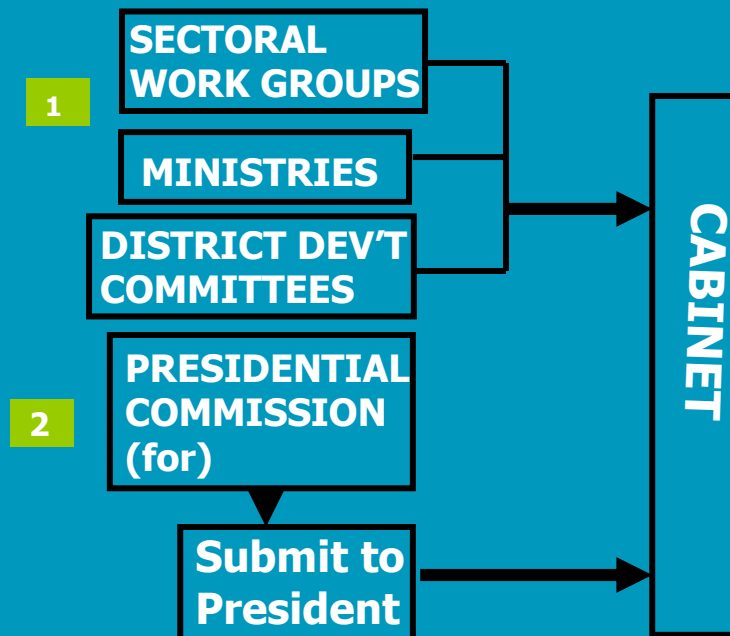 SECTORAL
WORK GROUPS
1
MINISTRIES
DISTRICT DEV’T
COMMITTEES
CABINET
PRESIDENTIAL
COMMISSION
(for)
2
Submit to
President